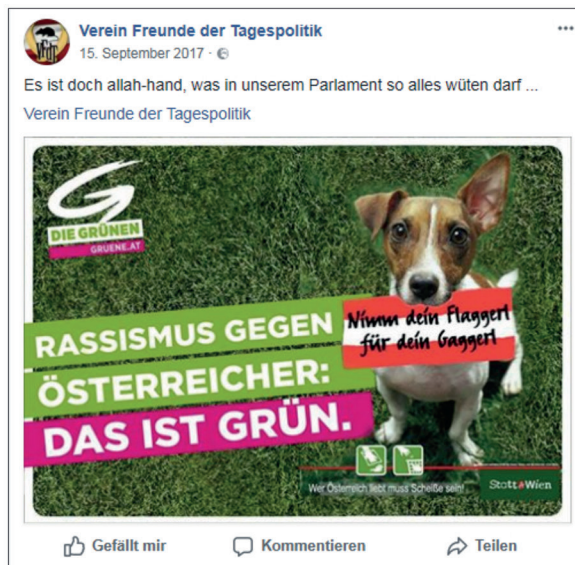 Verein Freunde der Tagespolitik
15. September 2017 ·
Es ist doch allah-hand, was in unserem Parlament so alles wüten darf ...
Verein Freunde der Tagespolitik
DIE GRÜNEN
GRUENE.AT
RASSISMUS GEGEN
ÖSTERREICHER:
DAS IST GRÜN.
Nimm dein Flaggerl
für dein Gaggerl
Wer Österreich liebt muss Scheiße sein!
Stadt Wien
Gefällt mir
Kommentieren
Teilen